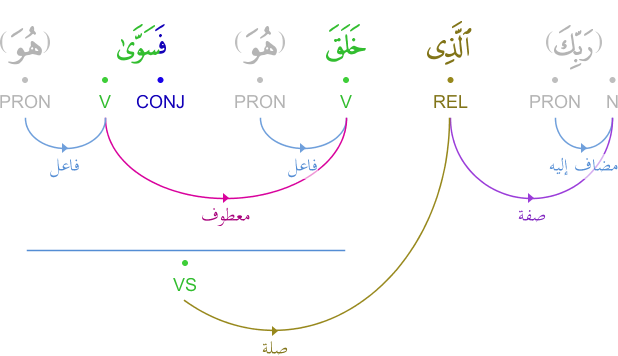 (رَبِّكَ) ٱلَّذِى خَلَقَ (هُوَ) فَسَوَّىٰ (هُوَ)
PRON V CONJ PRON V REL PRON N
فاعل فاعل مضاف إليه
معطوف صفة
VS
صلة